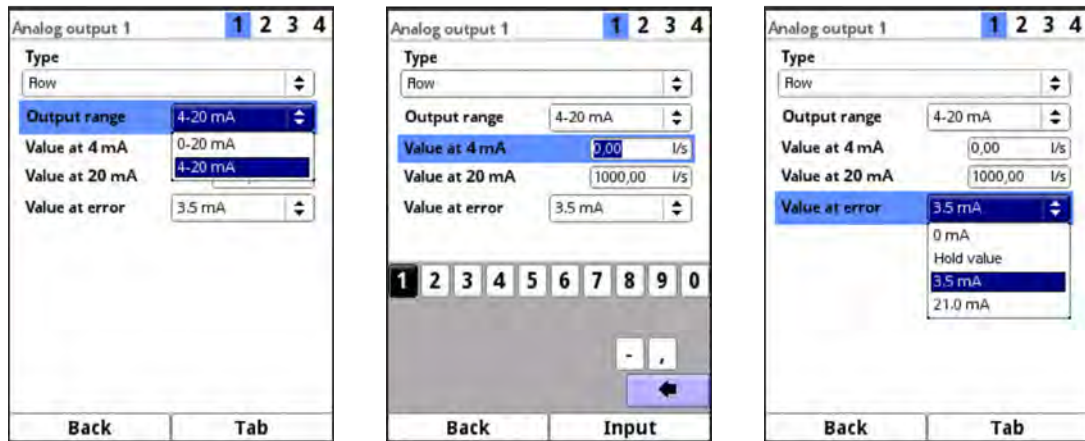 Analog output 1 1 2 3 4
Type
Flow
Output range 4-20 mA
Value at 4 mA 0-20 mA
4-20 mA
Value at 20 mA
Value at error 3.5 mA
Back Tab
Analog output 1 1 2 3 4
Type
Flow
Output range 4-20 mA
Value at 4 mA 0,00 l/s
Value at 20 mA 1000,00 l/s
Value at error 3.5 mA
1 2 3 4 5 6 7 8 9 0
- ,
Back Input
Analog output 1 1 2 3 4
Type
Flow
Output range 4-20 mA
Value at 4 mA 0,00 l/s
Value at 20 mA 1000,00 l/s
Value at error 3.5 mA
0 mA
Hold value
3.5 mA
21.0 mA
Back Tab